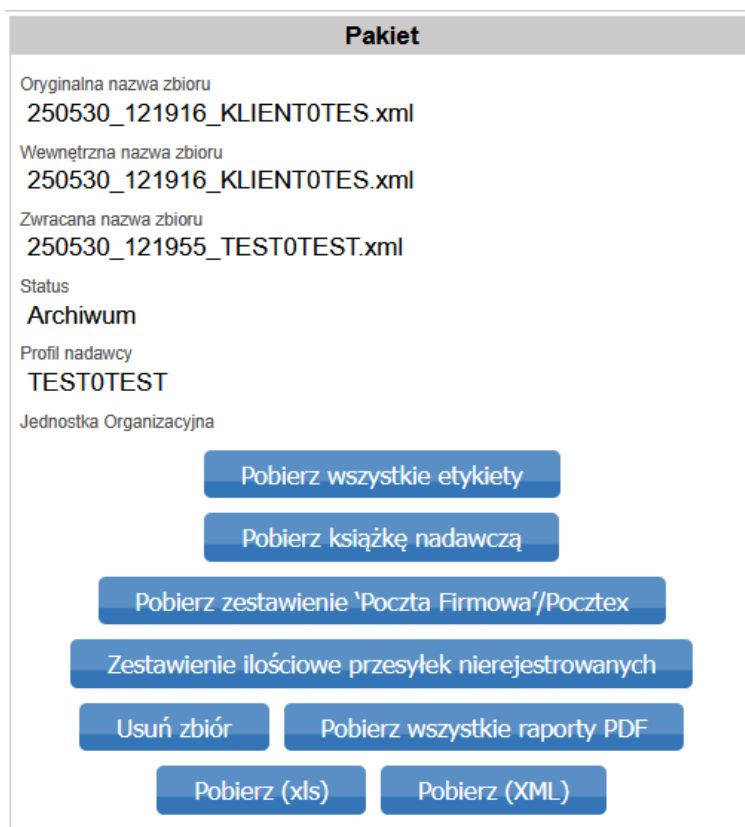 Pakiet
Oryginalna nazwa zbioru
250530_121916_KLIENT0TES.xml
Wewnętrzna nazwa zbioru
250530_121916_KLIENT0TES.xml
Zwracana nazwa zbioru
250530_121955_TEST0TEST.xml
Status
Archiwum
Profil nadawcy
TEST0TEST
Jednostka Organizacyjna
Pobierz wszystkie etykiety
Pobierz książkę nadawczą
Pobierz zestawienie ‘Poczta Firmowa’/Pocztex
Zestawienie ilościowe przesyłek nierejestrowanych
Usuń zbiór Pobierz wszystkie raporty PDF
Pobierz (xls) Pobierz (XML)